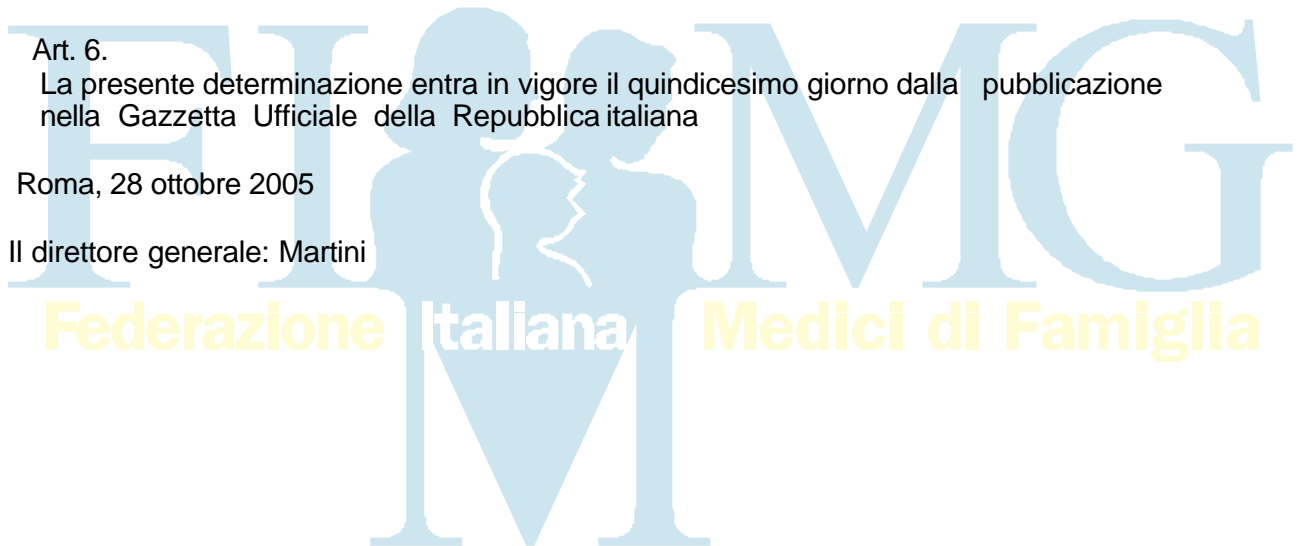 Art. 6.
La presente determinazione entra in vigore il quindicesimo giorno dalla pubblicazione
nella Gazzetta Ufficiale della Repubblica italiana
Roma, 28 ottobre 2005
Il direttore generale: Martini
FIMMG
Federazione Italiana Medici di Famiglia